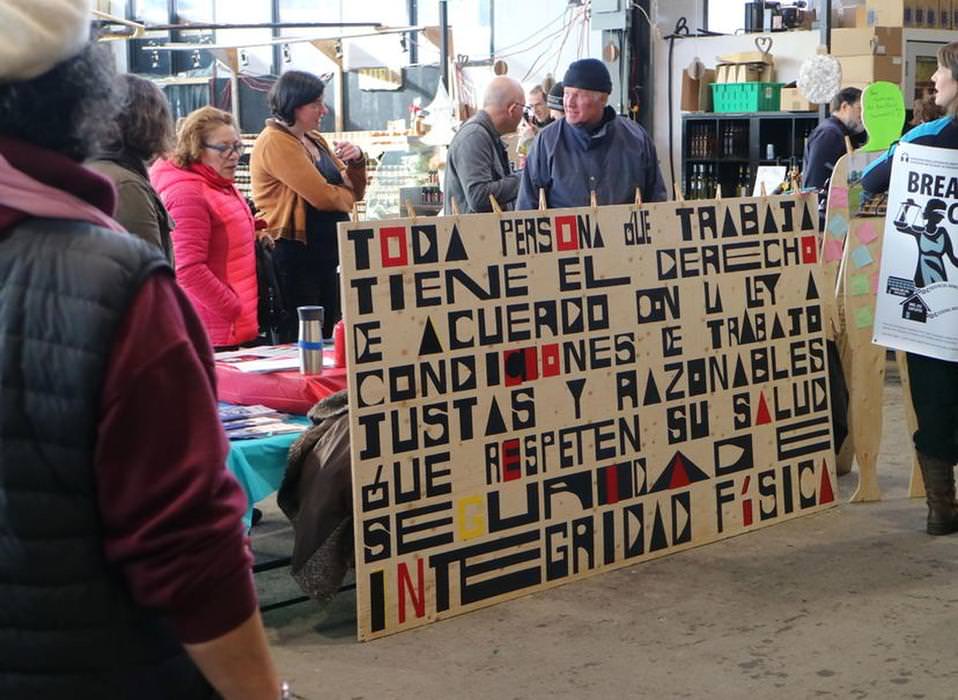 TODA PERSONA QUE TRABAJA
TIENE EL DERECHO
DE ACUERDO CON LA LEY A
CONDICIONES DE TRABAJO
JUSTAS Y RAZONABLES
QUE RESPETEN SU SALUD
SEGURIDAD E
INTEGRIDAD FÍSICA
BREA